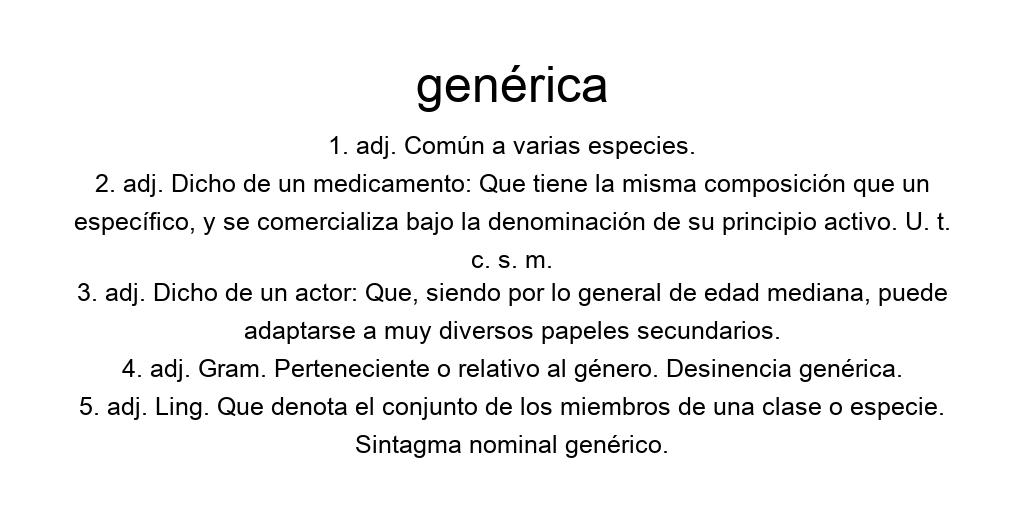 genérica
1. adj. Común a varias especies.
2. adj. Dicho de un medicamento: Que tiene la misma composición que un
específico, y se comercializa bajo la denominación de su principio activo. U. t.
c. s. m.
3. adj. Dicho de un actor: Que, siendo por lo general de edad mediana, puede
adaptarse a muy diversos papeles secundarios.
4. adj. Gram. Perteneciente o relativo al género. Desinencia genérica.
5. adj. Ling. Que denota el conjunto de los miembros de una clase o especie.
Sintagma nominal genérico.